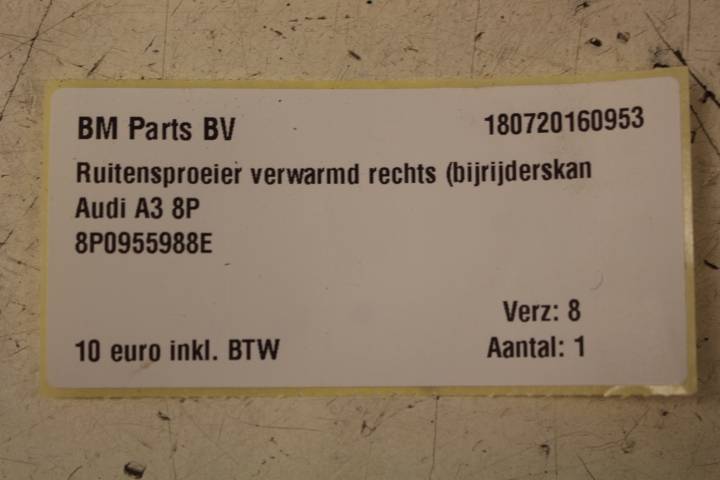 BM Parts BV 180720160953
Ruitensproeier verwarmd rechts (bijrijderskan
Audi A3 8P
8P0955988E
Verz: 8
10 euro inkl. BTW Aantal: 1